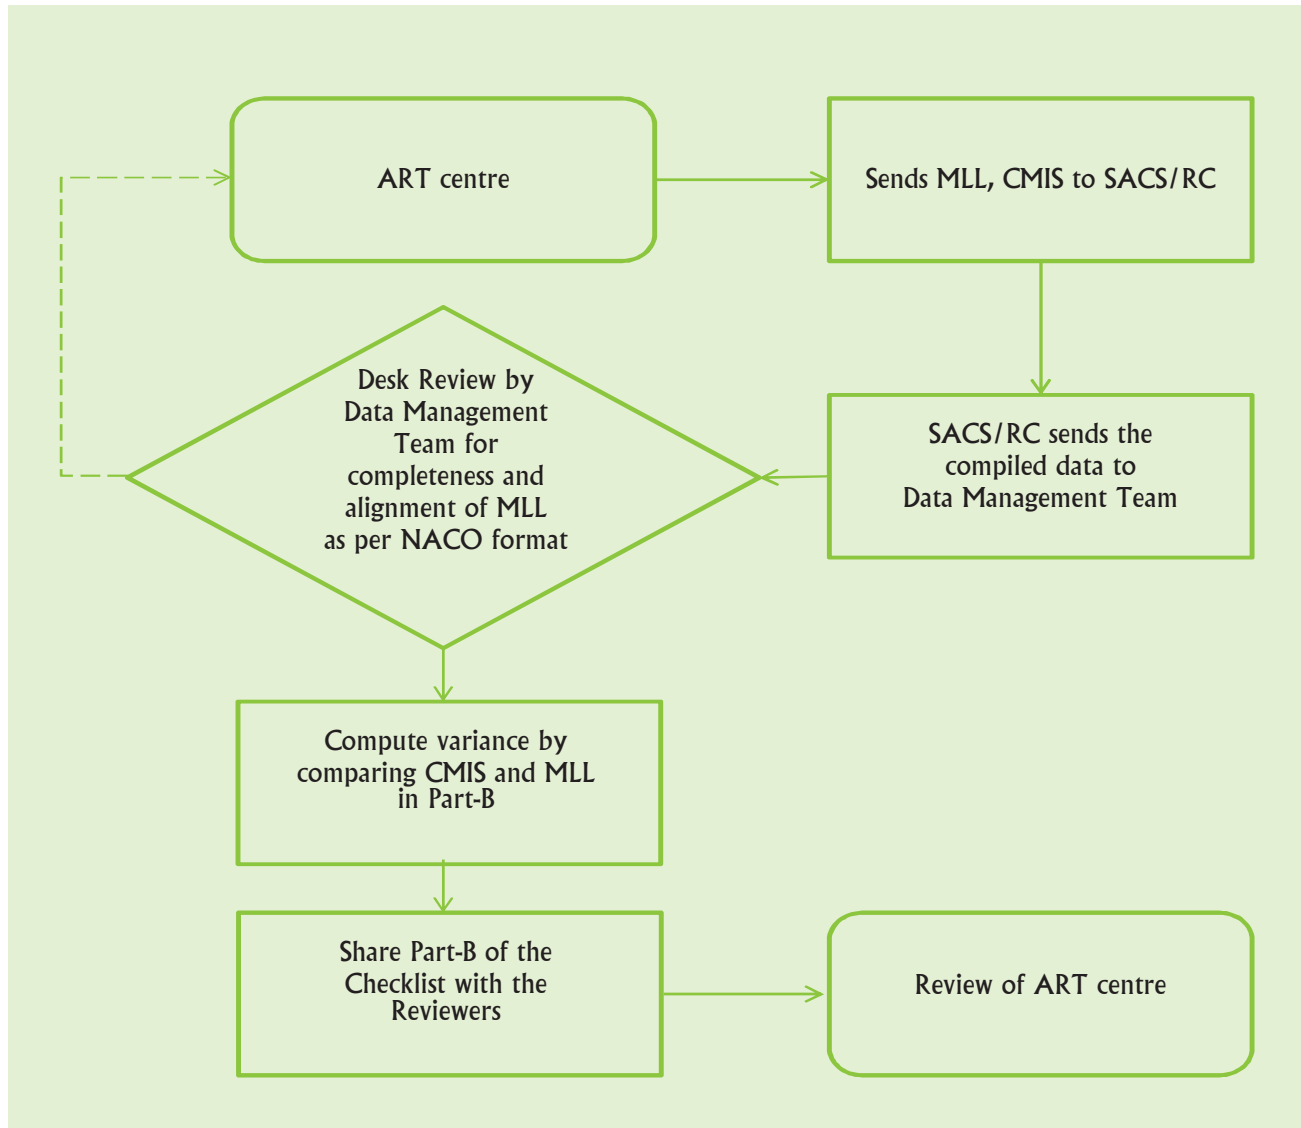 ART centre
Sends MLL, CMIS to SACS/RC
Desk Review by
Data Management
Team for
completeness and
alignment of MLL
as per NACO format
SACS/RC sends the
compiled data to
Data Management Team
Compute variance by
comparing CMIS and MLL
in Part-B
Share Part-B of the
Checklist with the
Reviewers
Review of ART centre